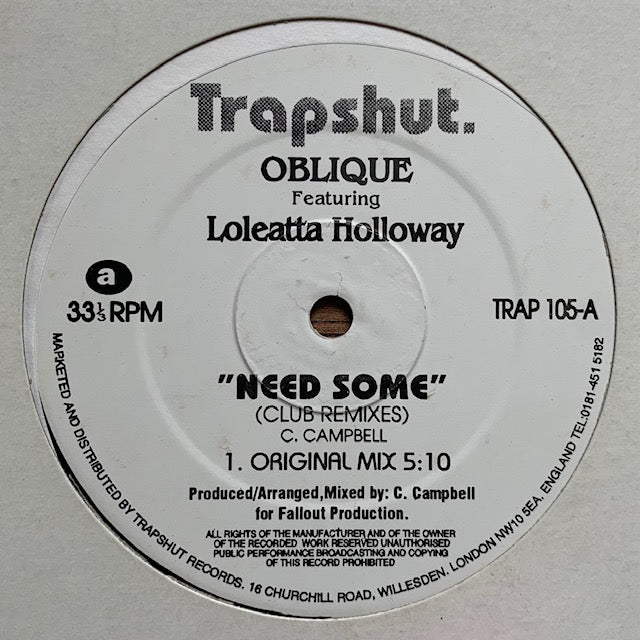 Trapshut.
OBLIQUE
Featuring
Loleatta Holloway
a
33⅓ RPM
TRAP 105-A
"NEED SOME"
(CLUB REMIXES)
C. CAMPBELL
1. ORIGINAL MIX 5:10
Produced/Arranged,Mixed by: C. Campbell
for Fallout Production.
ALL RIGHTS OF THE MANUFACTURER AND OF THE OWNER
OF THE RECORDED WORK RESERVED UNAUTHORISED
PUBLIC PERFORMANCE BROADCASTING AND COPYING
OF THIS RECORD PROHIBITED
MARKETED AND DISTRIBUTED BY TRAPSHUT RECORDS. 16 CHURCHILL ROAD, WILLESDEN, LONDON NW10 5EA, ENGLAND TEL:0181-451 5182